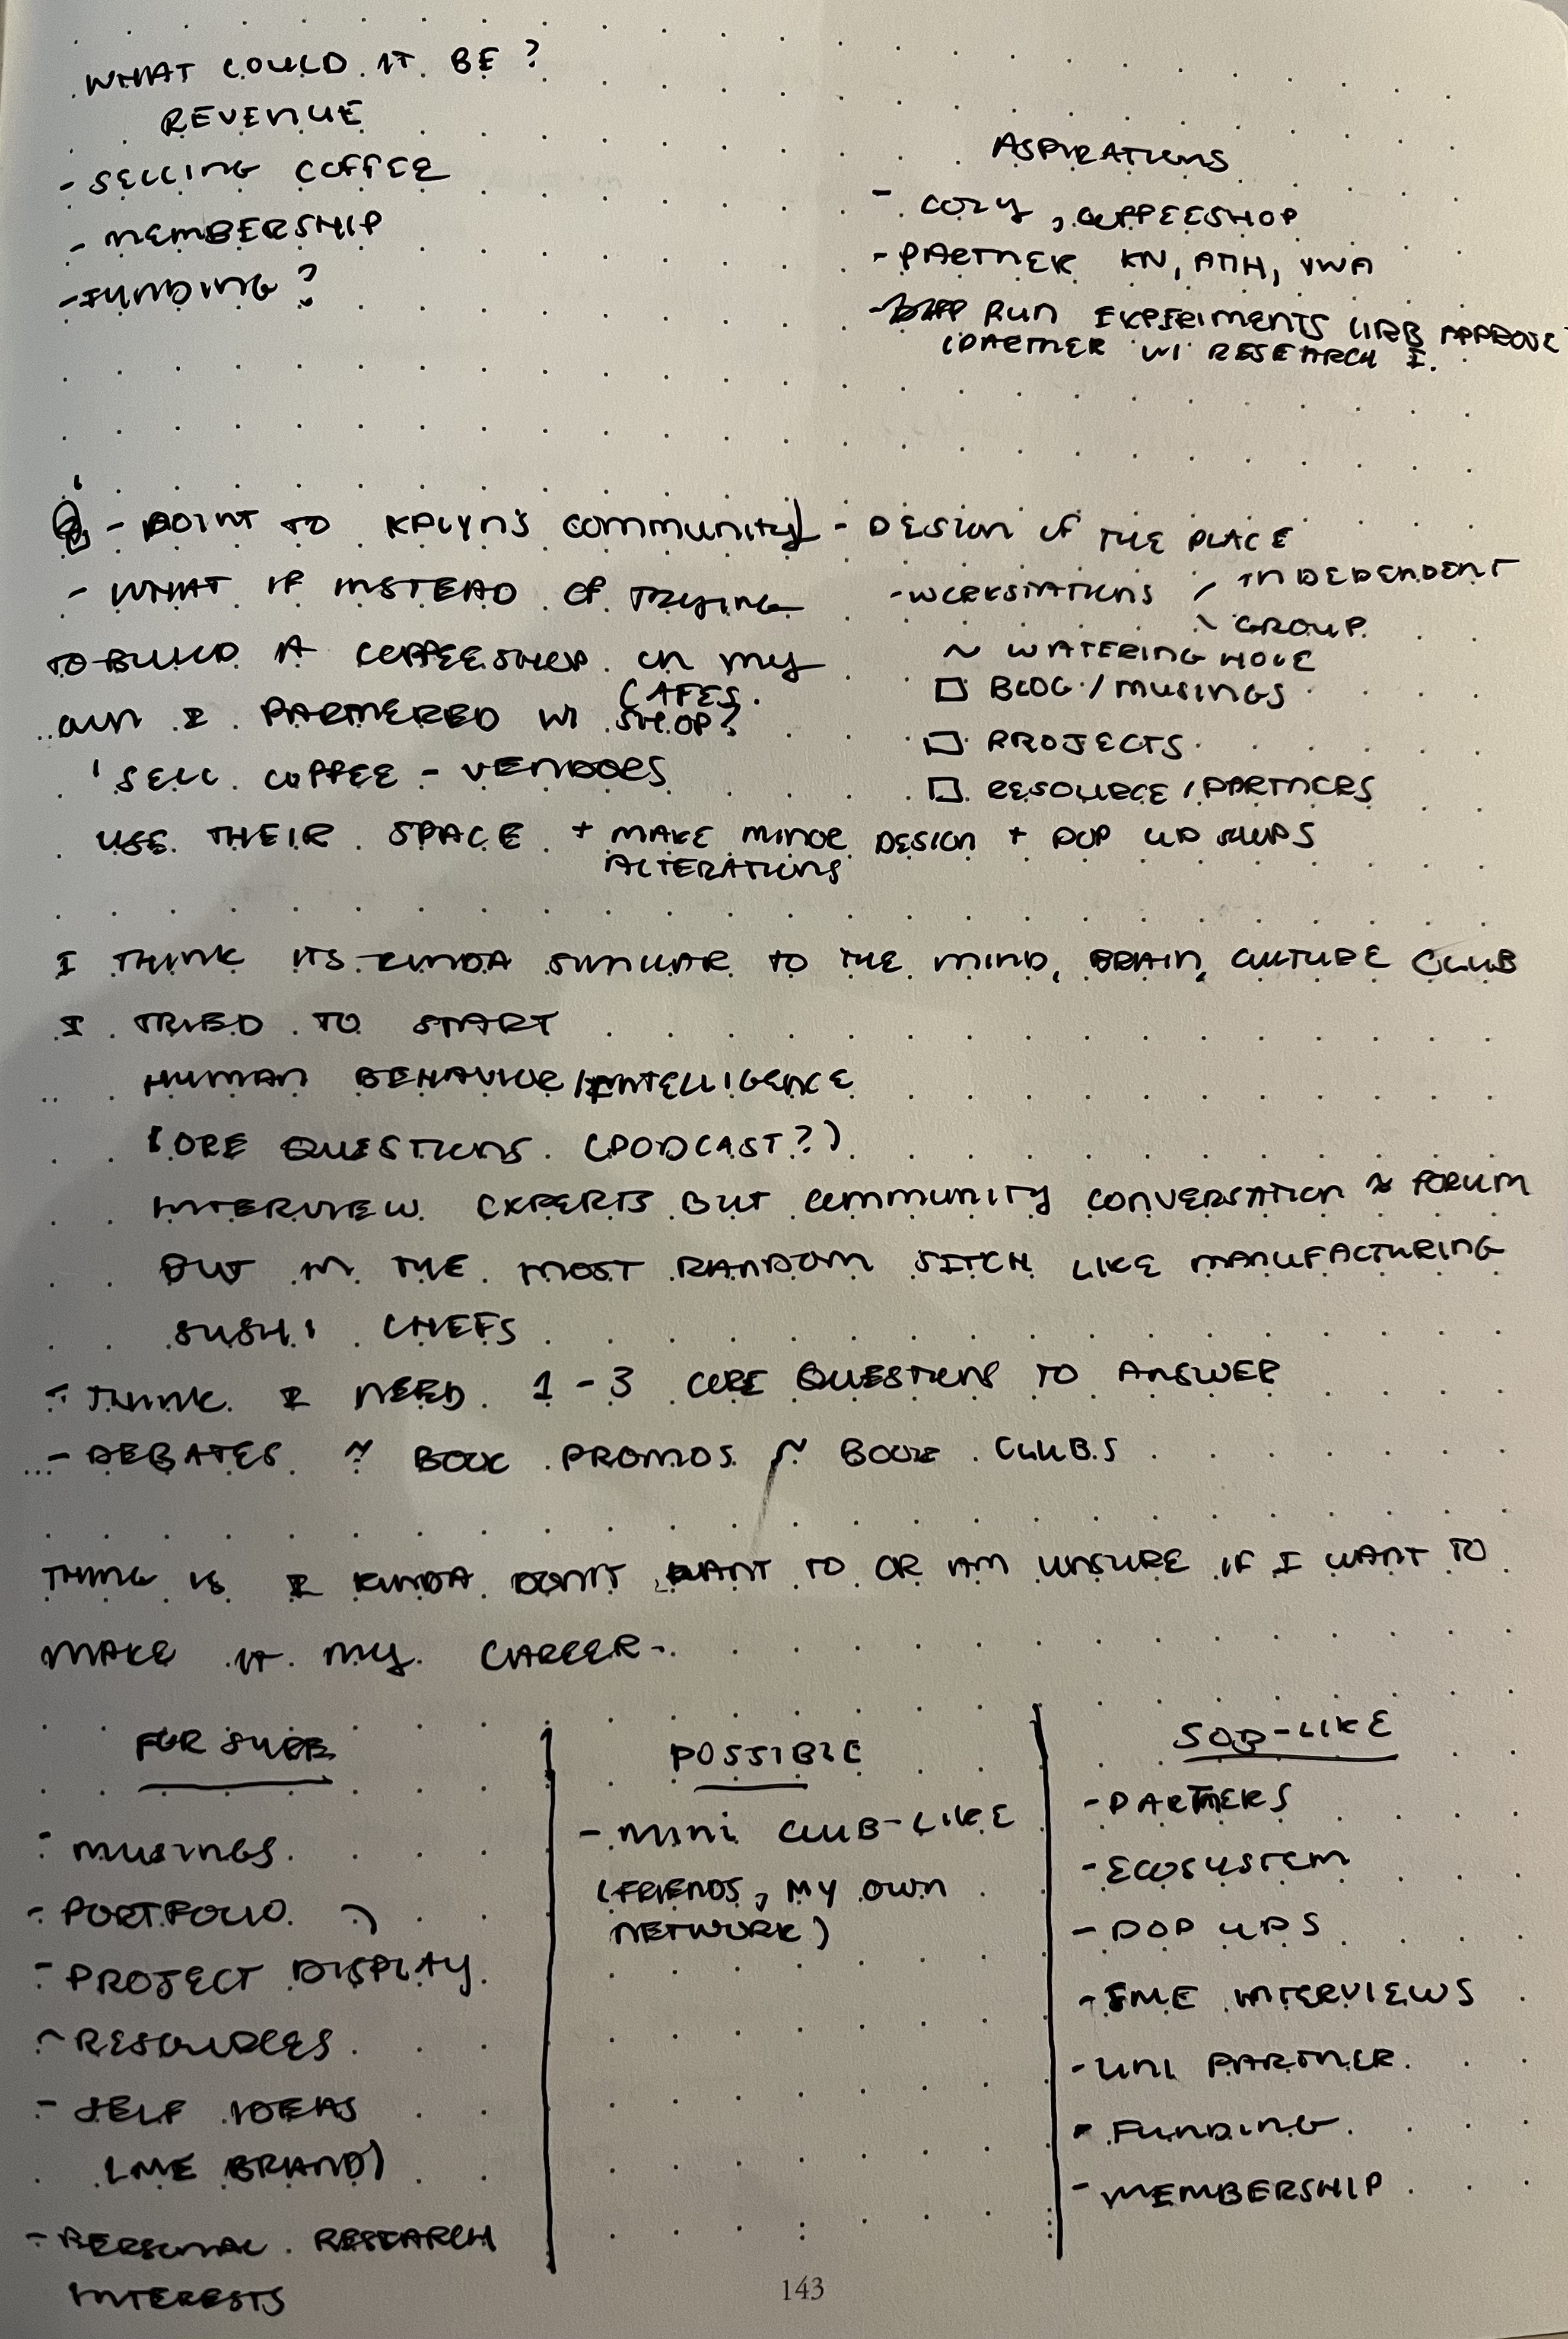 WHAT COULD IT BE?
REVENUE
- SELLING COFFEE
- MEMBERSHIP
- FUNDING?
ASPIRATIONS
- COZY, COFFEESHOP
- PARTNER KN, ATH, VWA
- RUN EXPERIMENTS (IRB APPROVE
(PARTNER W/ RESEARCH I.
- POINT TO COMMUNITY
- WHAT IF INSTEAD OF TRYING
TO BUILD A COFFEESHOP ON MY
OWN I PARTNERED W/ CAFES.
SHOP?
SELL COFFEE - VENDORS
- DESIGN OF THE PLACE
- WORKSTATIONS / INDEPENDENT
\ GROUP
~ WATERING HOLE
□ BLOG / MUSINGS
□ PROJECTS
□ RESOURCE / PARTNERS
USE THEIR SPACE + MAKE MINOR DESIGN + POP UP SHOPS
ALTERATIONS
I THINK ITS KINDA SIMILAR TO THE MIND, BRAIN, CULTURE CLUB
I TRIED TO START
HUMAN BEHAVIOR/INTELLIGENCE
CORE QUESTIONS (PODCAST?)
INTERVIEW EXPERTS BUT COMMUNITY CONVERSATION ~ FORUM
BUT IN THE MOST RANDOM SITCH LIKE MANUFACTURING
SUSHI CHEFS
- THINK I NEED 1-3 CORE QUESTIONS TO ANSWER
- DEBATES ~ BOOK PROMOS ~ BOOK CLUBS
THING IS I KINDA DON'T WANT TO OR AM UNSURE IF I WANT TO
MAKE IT MY CAREER -
FOR SURE
- MUSINGS
- PORTFOLIO
- PROJECT DISPLAY
- RESOURCES
- SELF IDEAS
(ME BRAND)
- PERSONAL RESEARCH
INTERESTS
POSSIBLE
- MINI CLUB-LIKE
(FRIENDS, MY OWN
NETWORK)
SOB-LIKE
- PARTNERS
- ECOSYSTEM
- POP UPS
- SME INTERVIEWS
- UNI PARTNER
- FUNDING
- MEMBERSHIP
143